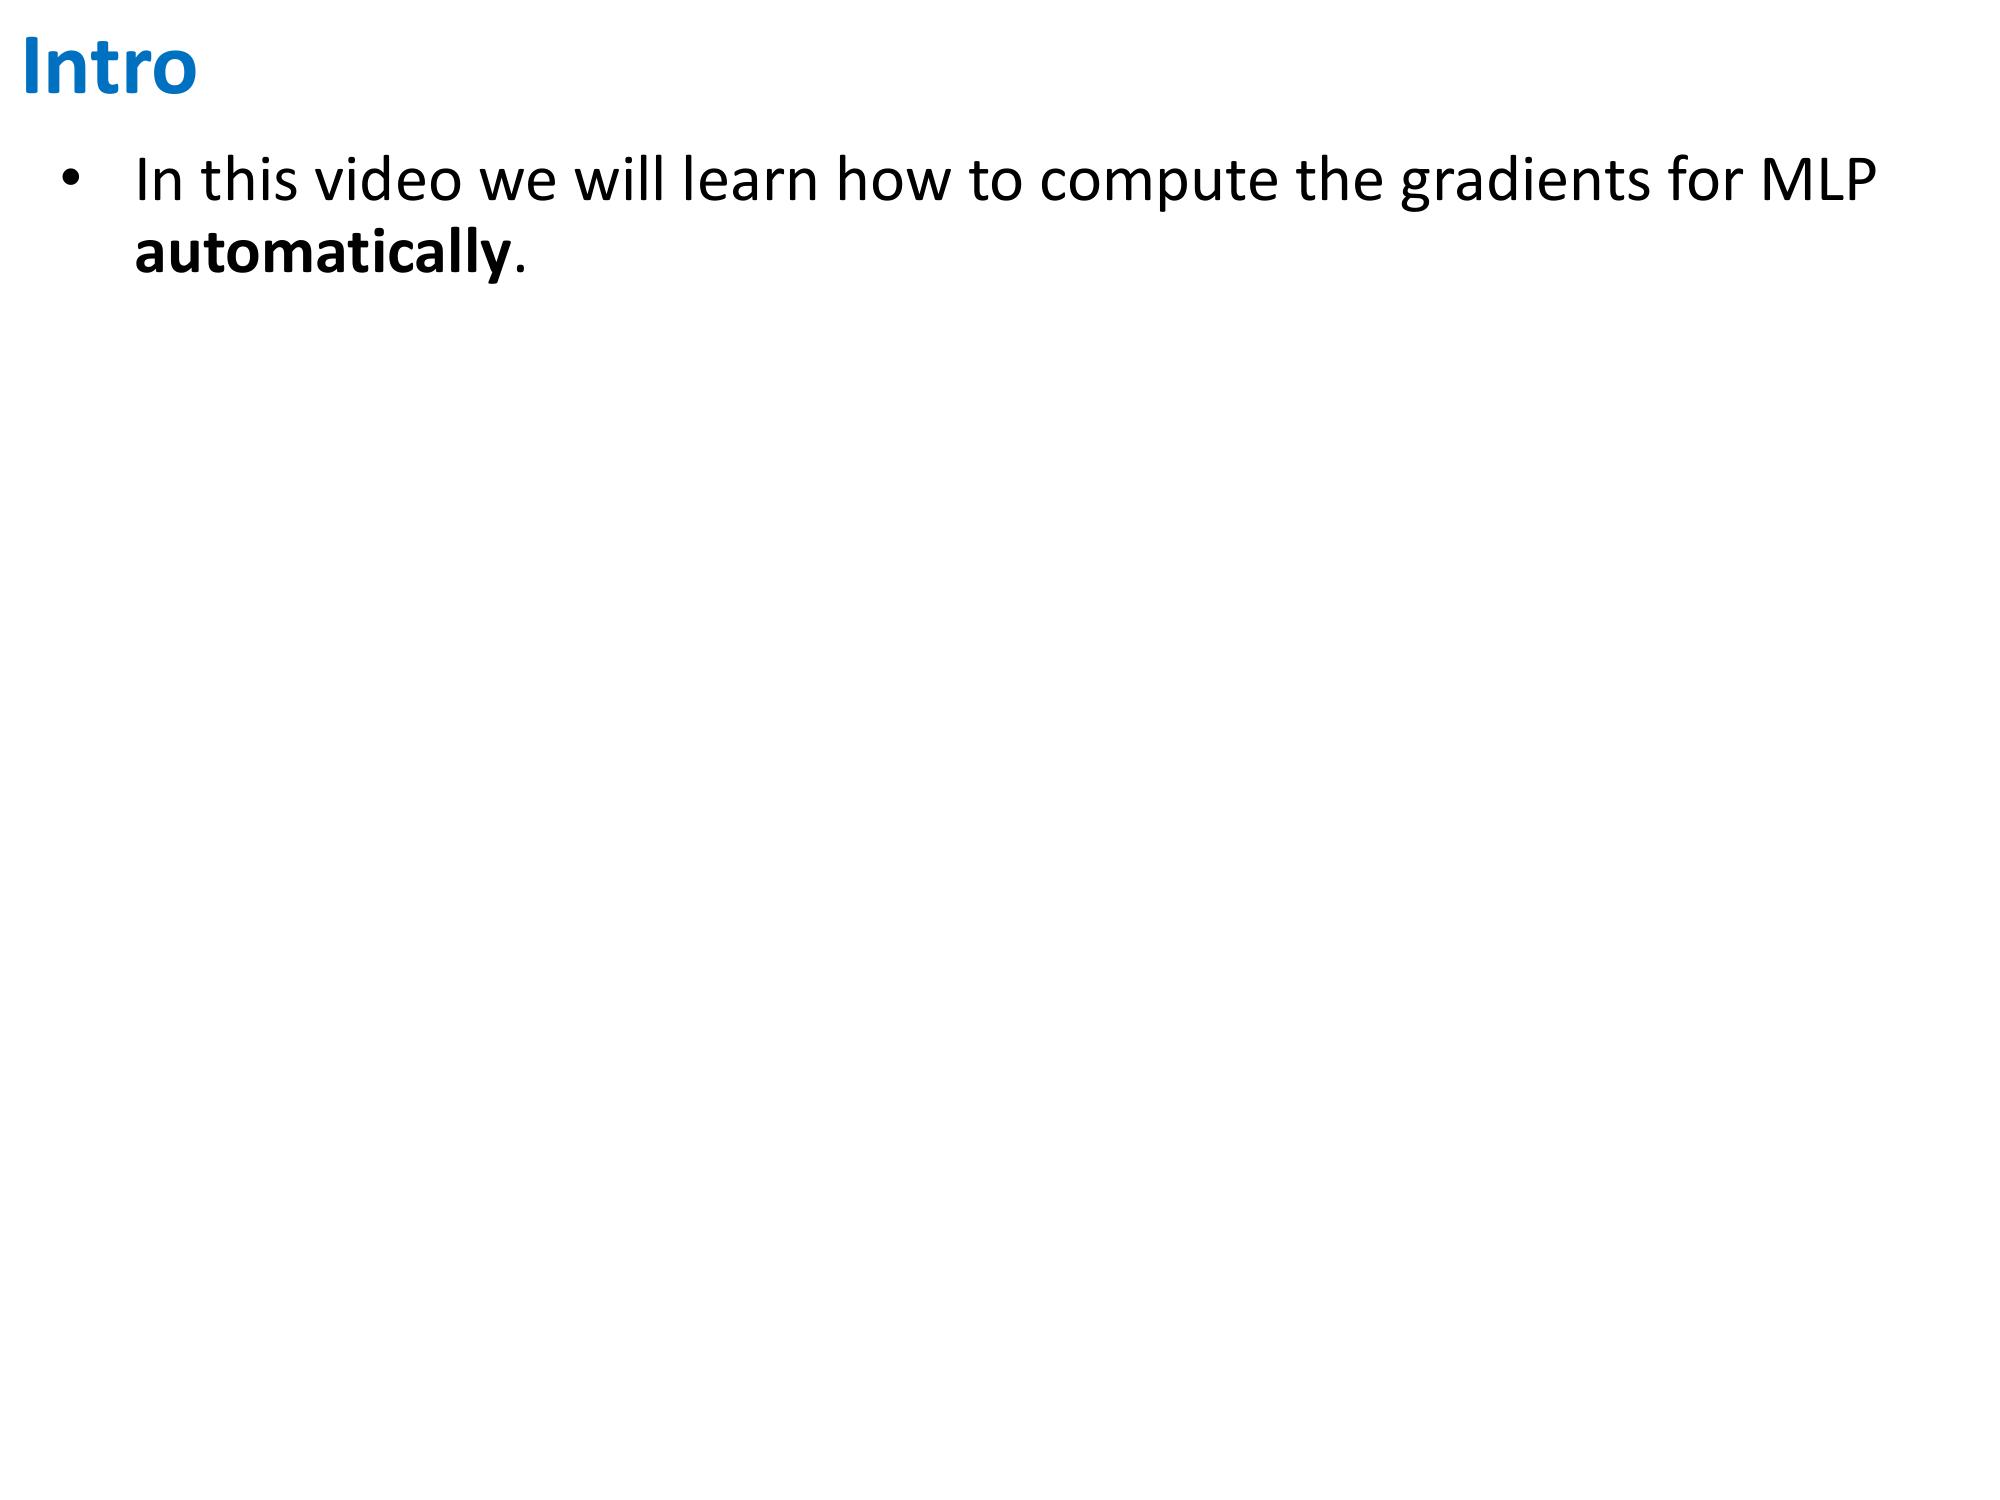 Intro
• In this video we will learn how to compute the gradients for MLP
automatically.